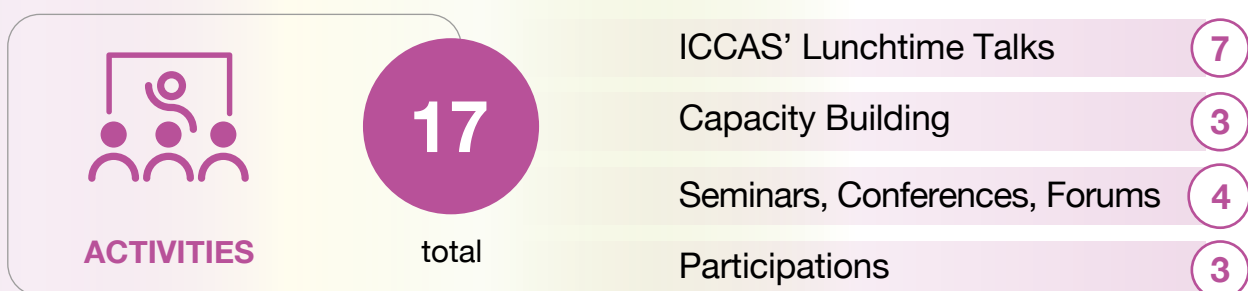 ACTIVITIES
17
total
ICCAS' Lunchtime Talks 7
Capacity Building 3
Seminars, Conferences, Forums 4
Participations 3